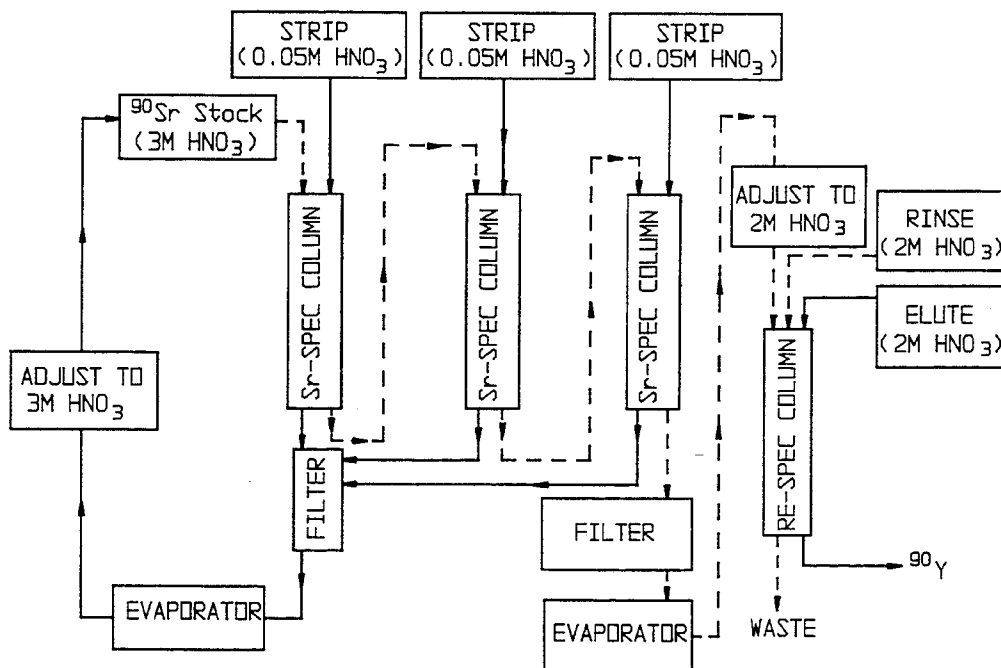 STRIP
(0.05M HNO₃)
STRIP
(0.05M HNO₃)
STRIP
(0.05M HNO₃)
⁹⁰Sr Stock
(3M HNO₃)
ADJUST TO
2M HNO₃
RINSE
(2M HNO₃)
ELUTE
(2M HNO₃)
Sr-SPEC COLUMN
Sr-SPEC COLUMN
Sr-SPEC COLUMN
RE-SPEC COLUMN
ADJUST TO
3M HNO₃
FILTER
FILTER
EVAPORATOR
EVAPORATOR
WASTE
⁹⁰Y